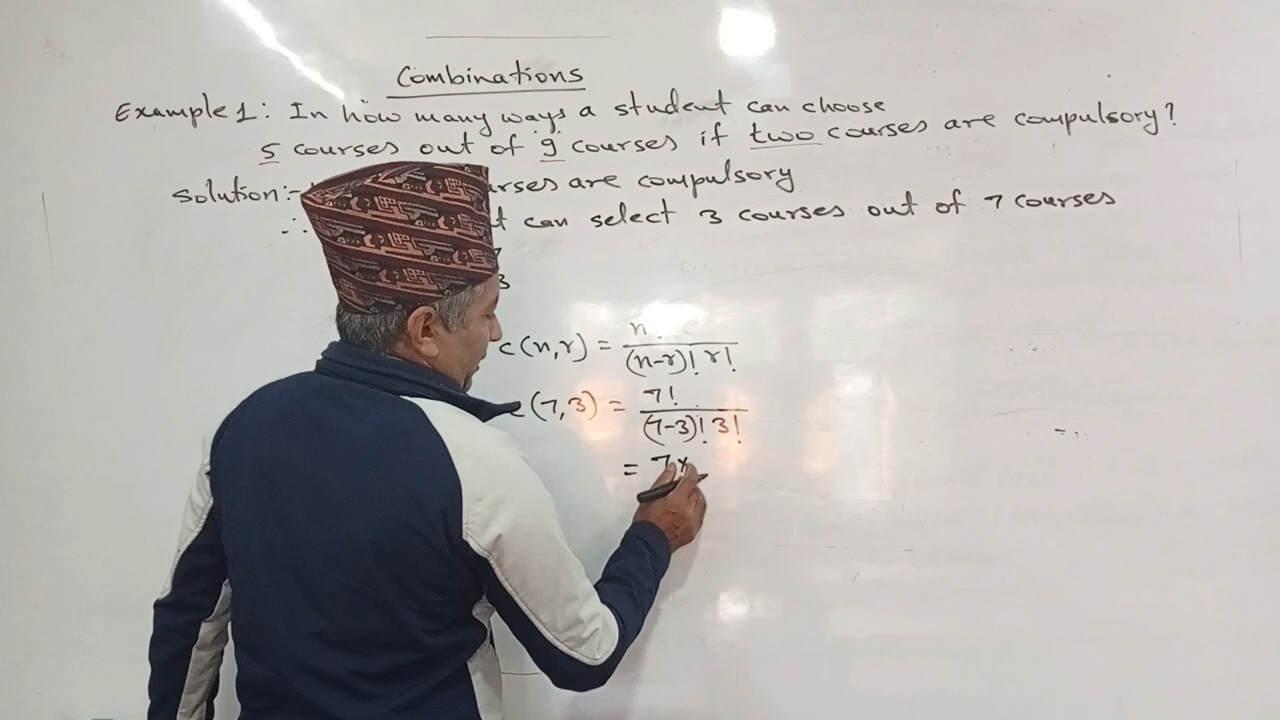 Combinations
Example 1: In how many ways a student can choose
5 courses out of 9 courses if two courses are compulsory?
Solution:- are compulsory
∴ can select 3 courses out of 7 courses
3
c(n,r) = n! / (n-r)! r!
c(7,3) = 7! / (7-3)! 3!
= 7x